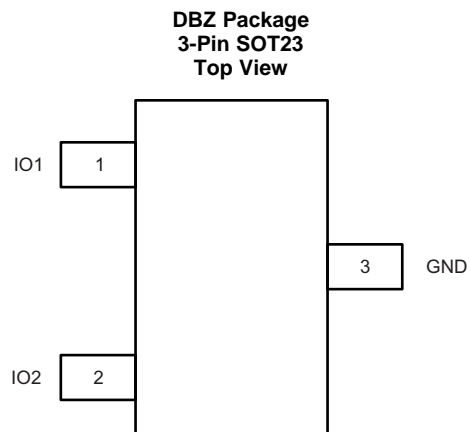 DBZ Package
3-Pin SOT23
Top View
IO1
1
3
GND
IO2
2